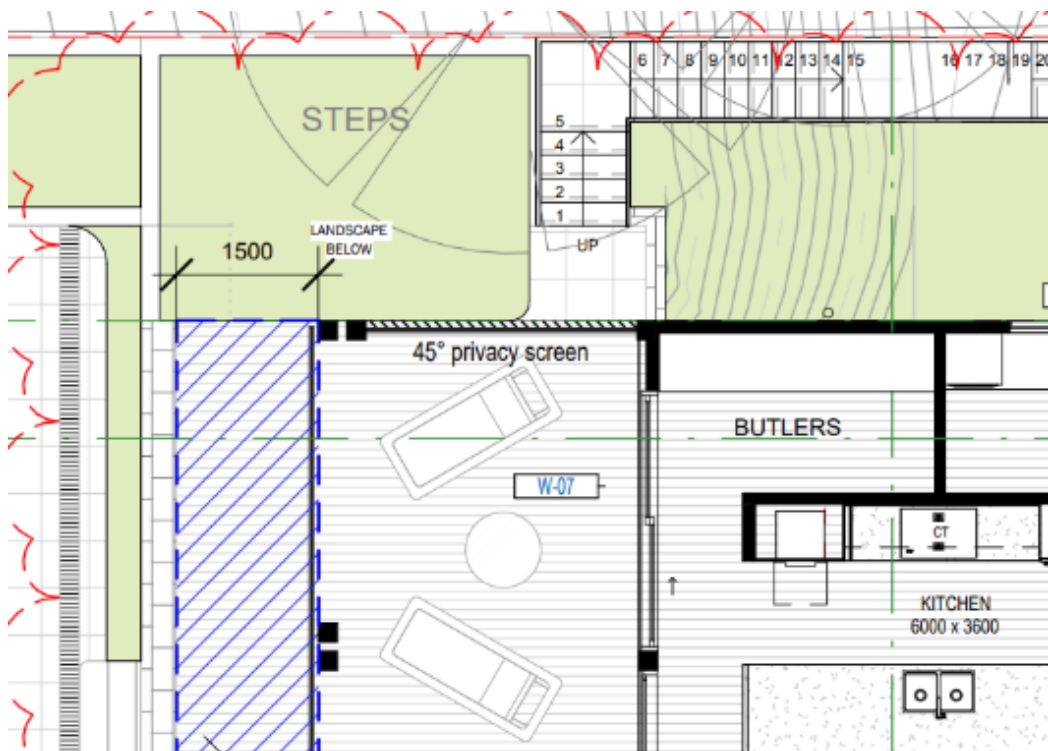 6 7 8 9 10 11 12 13 14 15 16 17 18 19 20
STEPS
5
4
3
2
1
UP
LANDSCAPE
BELOW
1500
45° privacy screen
BUTLERS
W-07
CT
KITCHEN
6000 x 3600